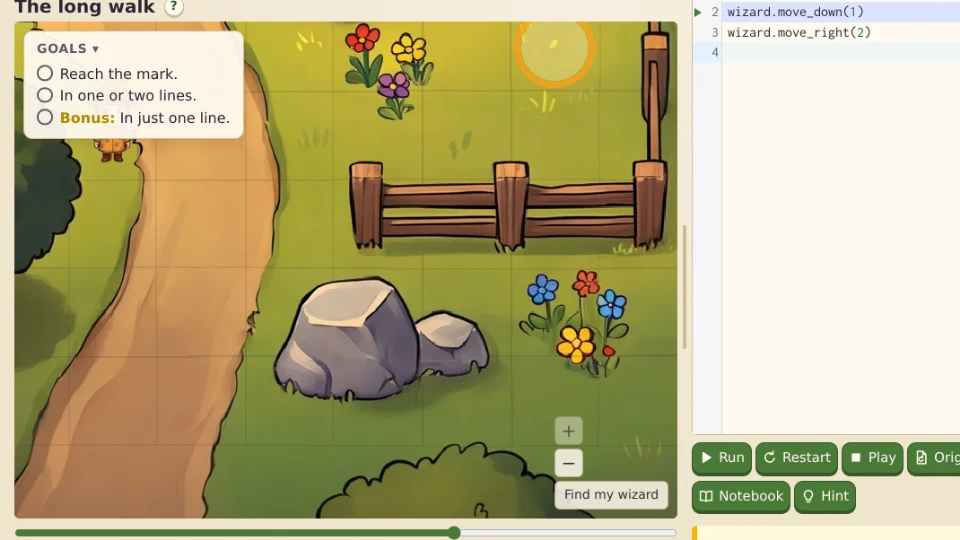 The long walk ?
GOALS ▾
Reach the mark.
In one or two lines.
Bonus: In just one line.
+
−
Find my wizard
2 wizard.move_down(1)
3 wizard.move_right(2)
4
Run
Restart
Play
Orig
Notebook
Hint